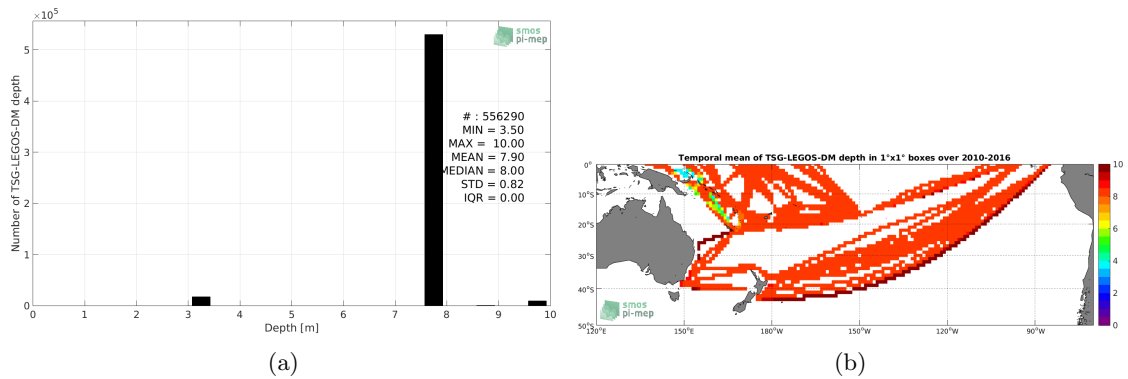 ×10⁵
5
4
3
2
1
0
Number of TSG-LEGOS-DM depth
0 1 2 3 4 5 6 7 8 9 10
Depth [m]
smos
pi-mep
# : 556290
MIN = 3.50
MAX = 10.00
MEAN = 7.90
MEDIAN = 8.00
STD = 0.82
IQR = 0.00
(a)
Temporal mean of TSG-LEGOS-DM depth in 1°x1° boxes over 2010-2016
0°
10°S
20°S
30°S
40°S
50°S
120°E 150°E 180°W 150°W 120°W 90°W
smos
pi-mep
10
8
6
4
2
0
(b)